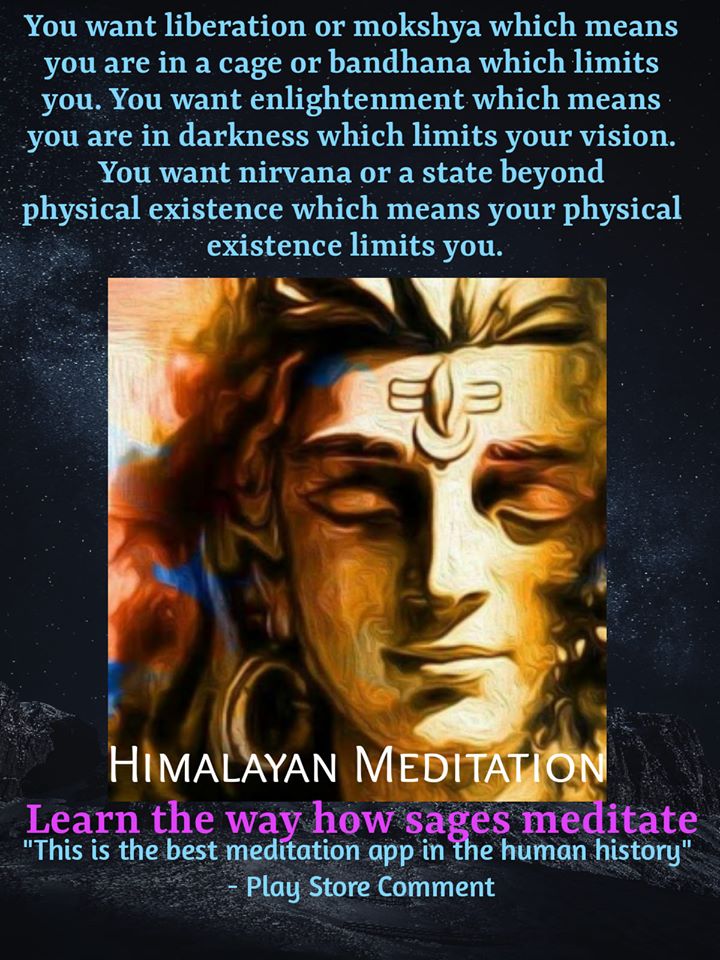 You want liberation or mokshya which means
you are in a cage or bandhana which limits
you. You want enlightenment which means
you are in darkness which limits your vision.
You want nirvana or a state beyond
physical existence which means your physical
existence limits you.
HIMALAYAN MEDITATION
Learn the way how sages meditate
"This is the best meditation app in the human history"
- Play Store Comment